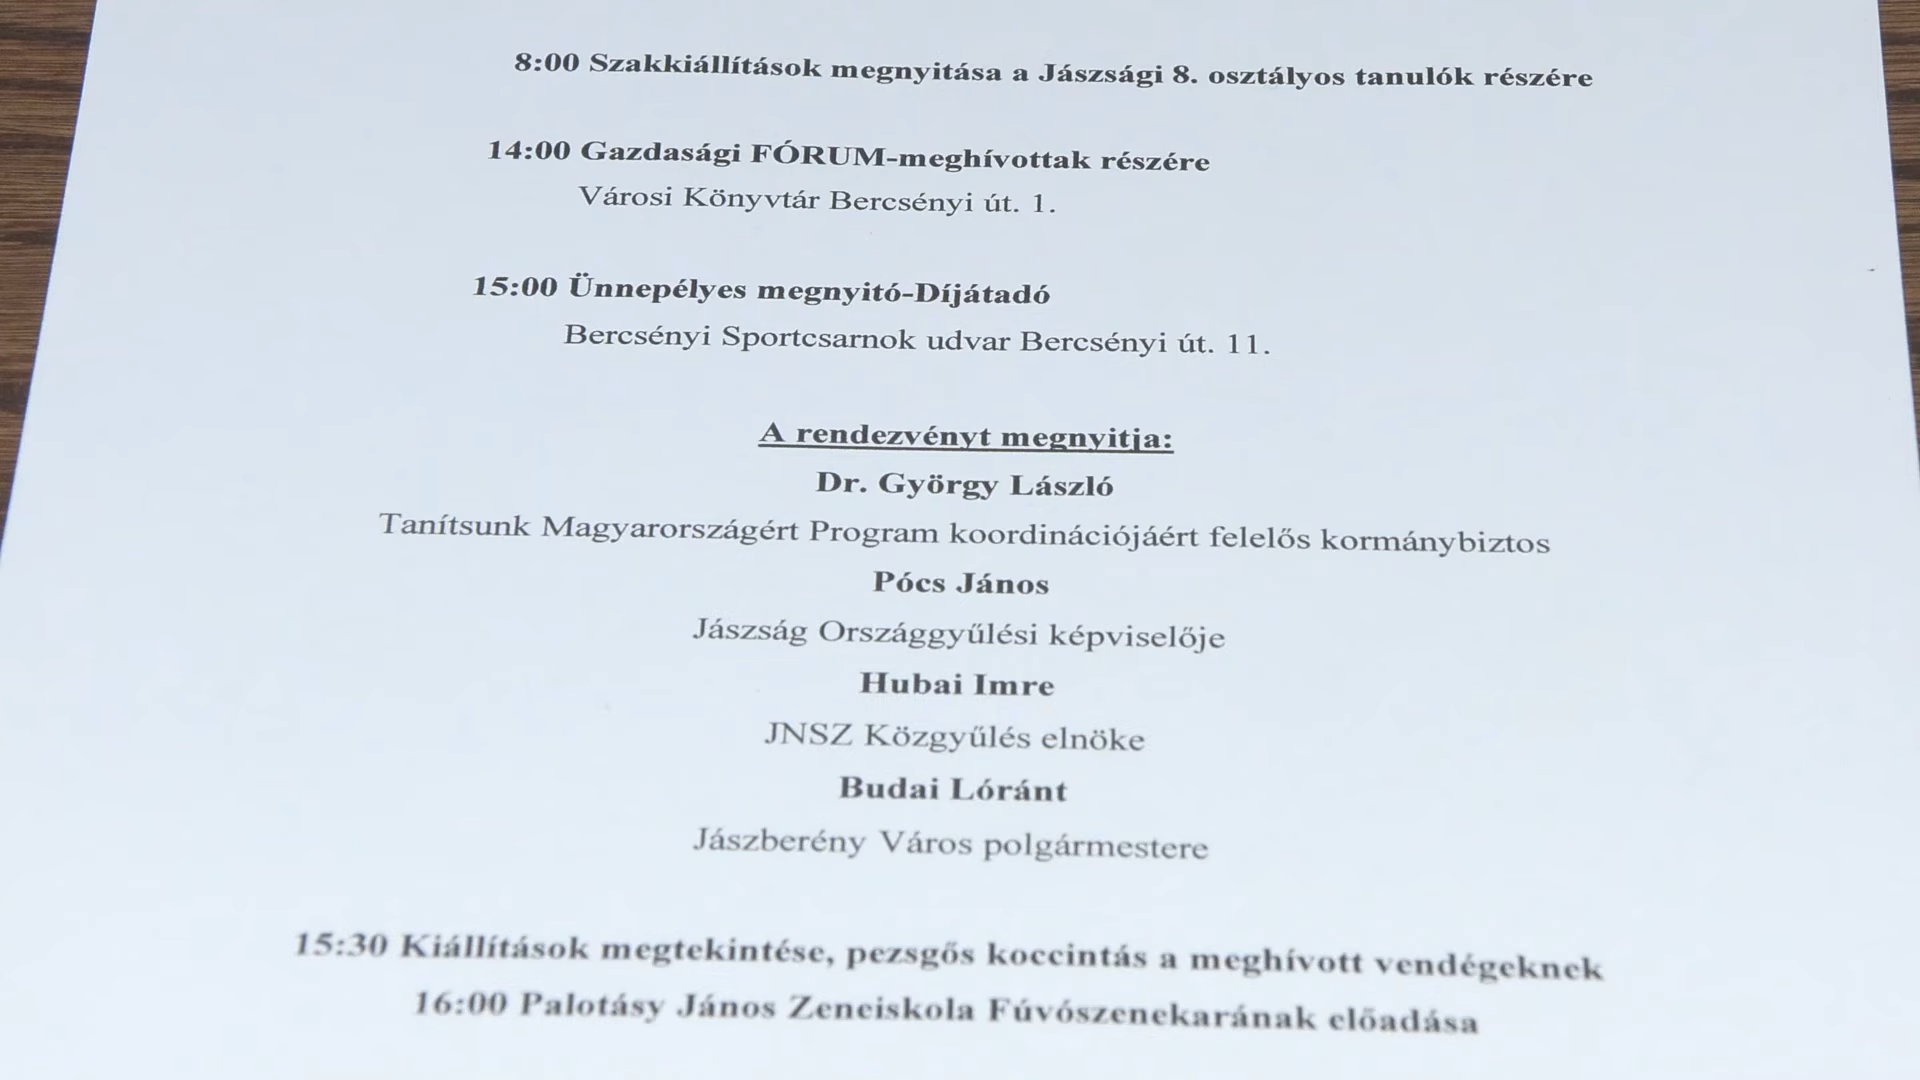 8:00 Szakkiállítások megnyitása a Jászsági 8. osztályos tanulók részére
14:00 Gazdasági FÓRUM-meghívottak részére
Városi Könyvtár Bercsényi út. 1.
15:00 Ünnepélyes megnyitó-Díjátadó
Bercsényi Sportcsarnok udvar Bercsényi út. 11.
A rendezvényt megnyitja:
Dr. György László
Tanítsunk Magyarországért Program koordinációjáért felelős kormánybiztos
Pócs János
Jászság Országgyűlési képviselője
Hubai Imre
JNSZ Közgyűlés elnöke
Budai Lóránt
Jászberény Város polgármestere
15:30 Kiállítások megtekintése, pezsgős koccintás a meghívott vendégeknek
16:00 Palotásy János Zeneiskola Fúvószenekarának előadása